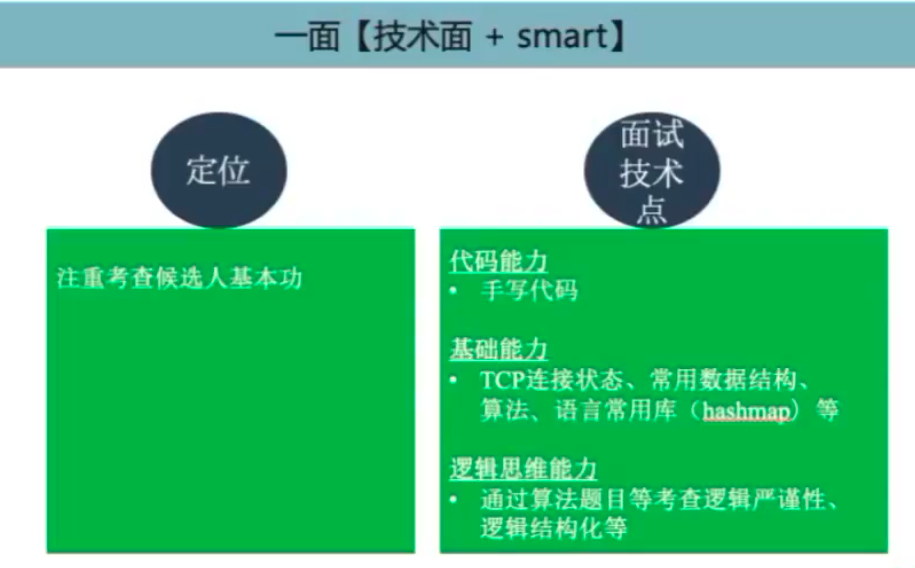 一面【技术面 + smart】
定位
面试
技术
点
注重考查候选人基本功
代码能力
• 手写代码
基础能力
• TCP连接状态、常用数据结构、
算法、语言常用库（hashmap）等
逻辑思维能力
• 通过算法题目等考查逻辑严谨性、
逻辑结构化等